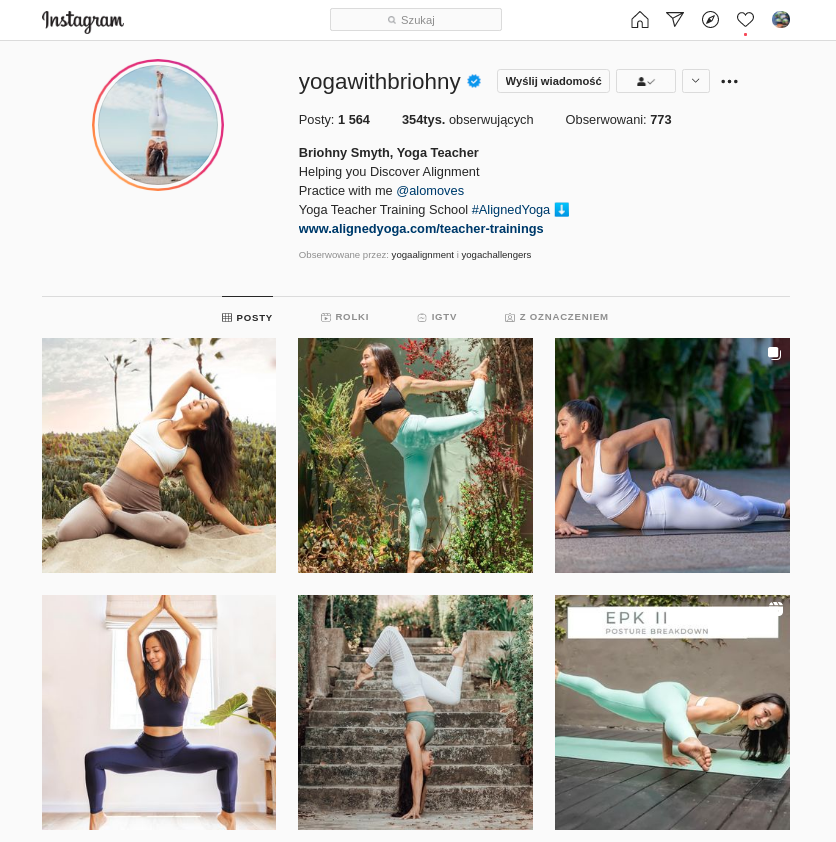 Instagram
Szukaj
yogawithbriohny
Wyślij wiadomość
Posty: 1 564 354tys. obserwujących Obserwowani: 773
Briohny Smyth, Yoga Teacher
Helping you Discover Alignment
Practice with me @alomoves
Yoga Teacher Training School #AlignedYoga ⬇️
www.alignedyoga.com/teacher-trainings
Obserwowane przez: yogaalignment i yogachallengers
POSTY ROLKI IGTV Z OZNACZENIEM
EPK II
POSTURE BREAKDOWN